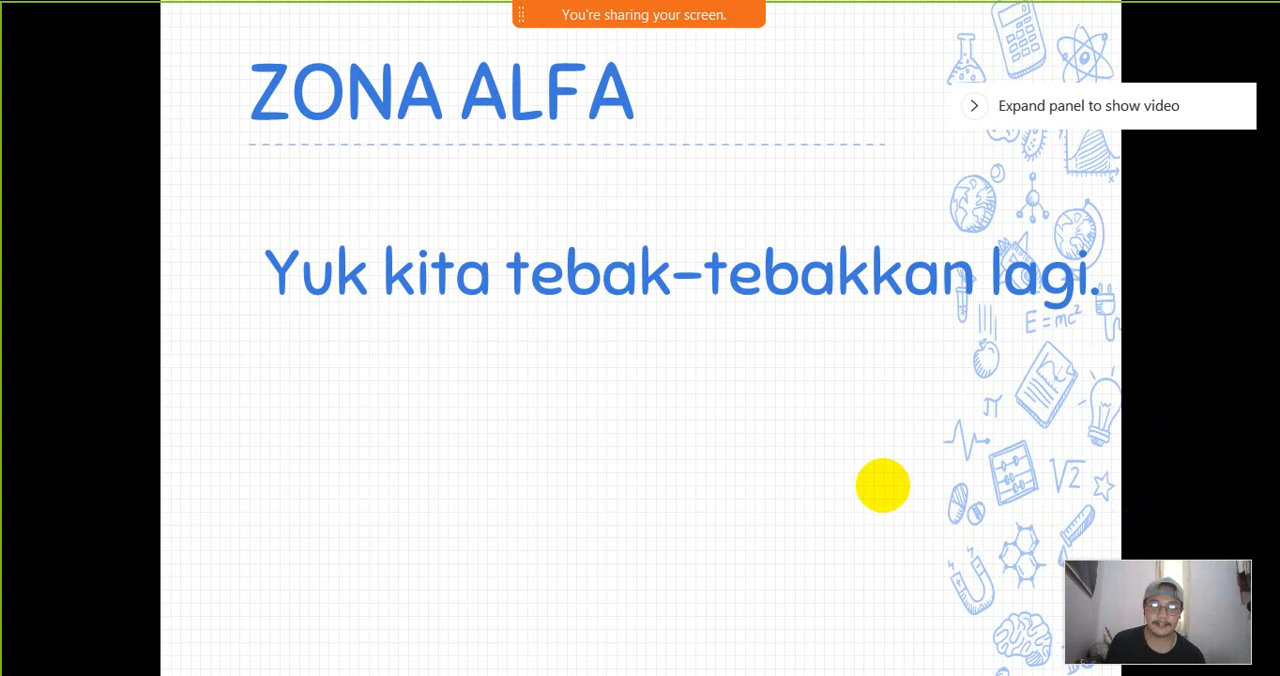 You're sharing your screen.
ZONA ALFA
Expand panel to show video
Yuk kita tebak-tebakkan lagi.
E=mc²
π
√2
x